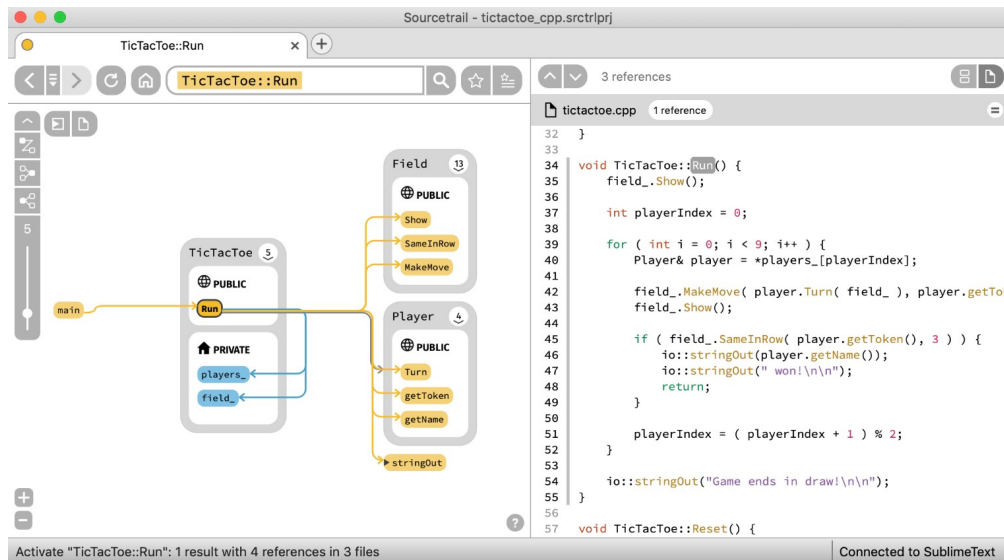 Sourcetrail - tictactoe_cpp.srctrlprj
TicTacToe::Run
TicTacToe::Run
3 references
tictactoe.cpp 1 reference
5
main
TicTacToe 5
PUBLIC
Run
PRIVATE
players_
field_
Field 13
PUBLIC
Show
SameInRow
MakeMove
Player 4
PUBLIC
Turn
getToken
getName
stringOut
?
32 }
33
34 void TicTacToe::Run() {
35 field_.Show();
36
37 int playerIndex = 0;
38
39 for ( int i = 0; i < 9; i++ ) {
40 Player& player = *players_[playerIndex];
41
42 field_.MakeMove( player.Turn( field_ ), player.getTo
43 field_.Show();
44
45 if ( field_.SameInRow( player.getToken(), 3 ) ) {
46 io::stringOut(player.getName());
47 io::stringOut(" won!\n\n");
48 return;
49 }
50
51 playerIndex = ( playerIndex + 1 ) % 2;
52 }
53
54 io::stringOut("Game ends in draw!\n\n");
55 }
56
57 void TicTacToe::Reset() {
Activate "TicTacToe::Run": 1 result with 4 references in 3 files
Connected to SublimeText